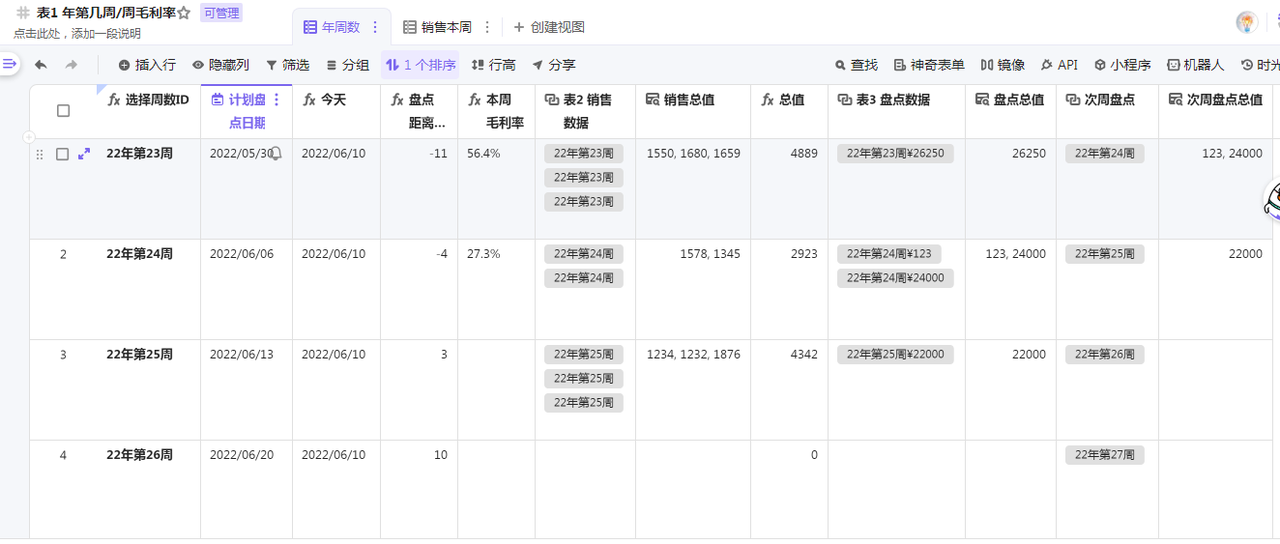 表1 年第几周/周毛利率 可管理
点击此处，添加一段说明
年周数 销售本周 创建视图
插入行 隐藏列 筛选 分组 1 个排序 行高 分享 查找 神奇表单 镜像 API 小程序 机器人 时光
选择周数ID 计划盘点日期 今天 盘点距离... 本周毛利率 表2 销售数据 销售总值 总值 表3 盘点数据 盘点总值 次周盘点 次周盘点总值
22年第23周 2022/05/30 2022/06/10 -11 56.4% 22年第23周 1550, 1680, 1659 4889 22年第23周¥26250 26250 22年第24周 123, 24000
22年第23周
22年第23周
2 22年第24周 2022/06/06 2022/06/10 -4 27.3% 22年第24周 1578, 1345 2923 22年第24周¥123 123, 24000 22年第25周 22000
22年第24周 22年第24周¥24000
3 22年第25周 2022/06/13 2022/06/10 3 22年第25周 1234, 1232, 1876 4342 22年第25周¥22000 22000 22年第26周
22年第25周
22年第25周
4 22年第26周 2022/06/20 2022/06/10 10 0 22年第27周